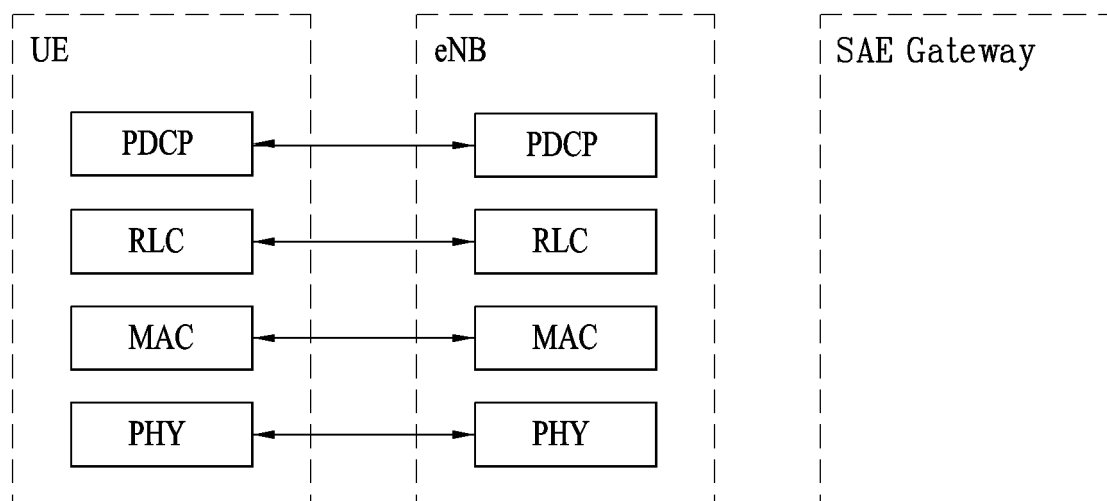 UE
eNB
SAE Gateway
PDCP
PDCP
RLC
RLC
MAC
MAC
PHY
PHY